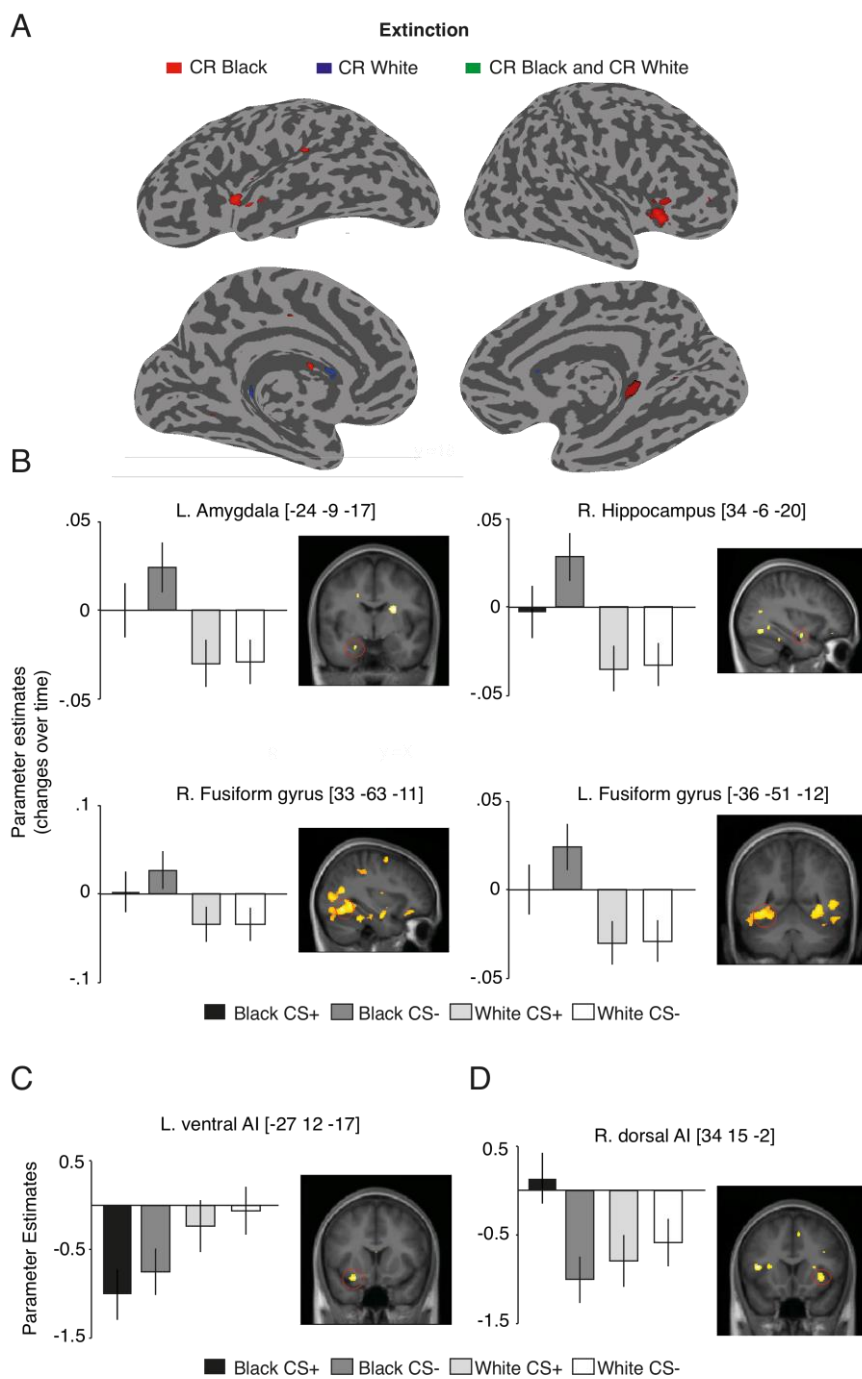 A
Extinction
CR Black CR White CR Black and CR White
B
L. Amygdala [-24 -9 -17]
.05
0
-.05
R. Hippocampus [34 -6 -20]
.05
0
-.05
Parameter estimates
(changes over time)
R. Fusiform gyrus [33 -63 -11]
.1
0
-.1
L. Fusiform gyrus [-36 -51 -12]
.05
0
-.05
Black CS+ Black CS- White CS+ White CS-
C
L. ventral AI [-27 12 -17]
0.5
-0.5
-1.5
Parameter Estimates
D
R. dorsal AI [34 15 -2]
0.5
-0.5
-1.5
Black CS+ Black CS- White CS+ White CS-